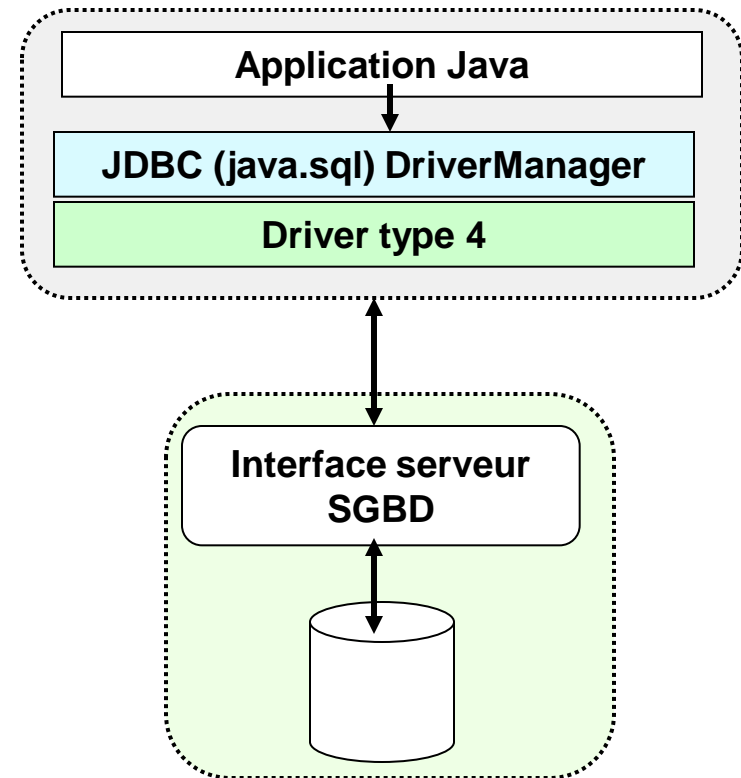 Application Java
JDBC (java.sql) DriverManager
Driver type 4
Interface serveur
SGBD